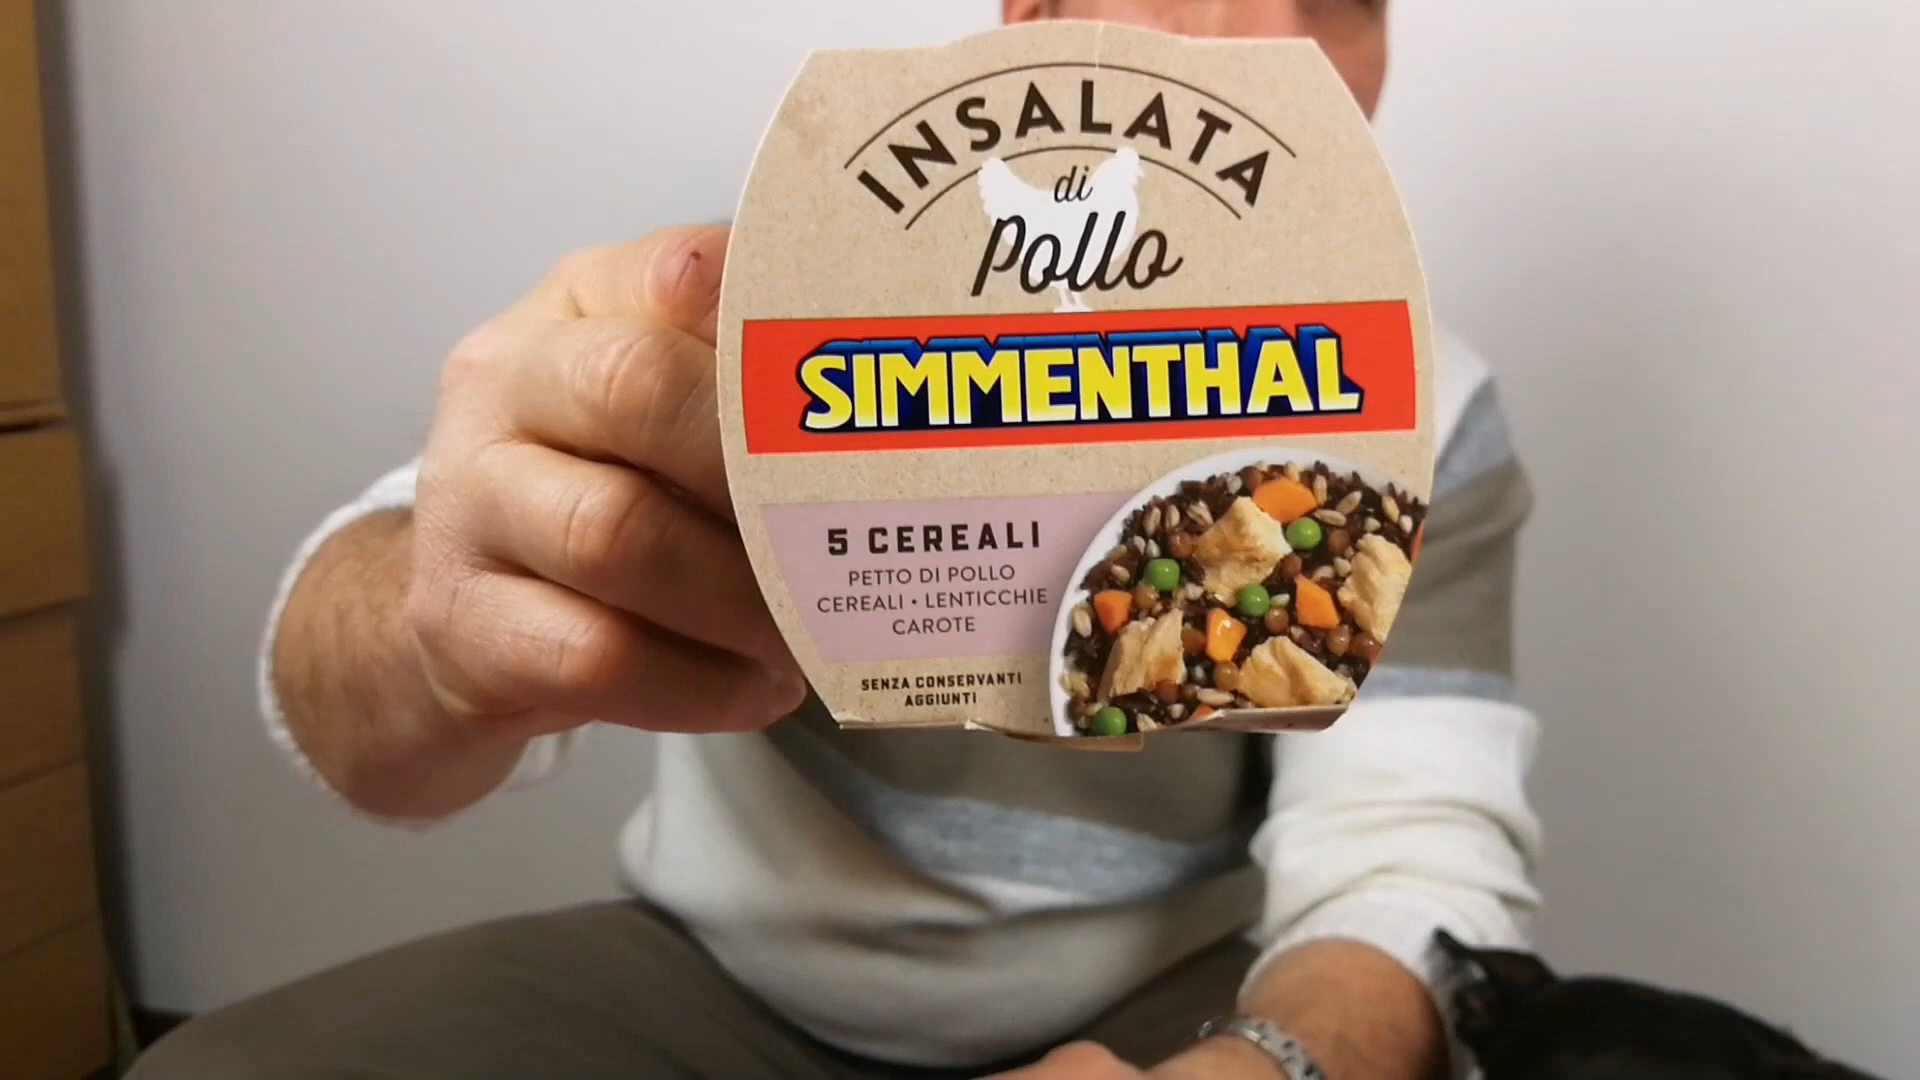 INSALATA
di
Pollo
SIMMENTHAL
5 CEREALI
PETTO DI POLLO
CEREALI • LENTICCHIE
CAROTE
SENZA CONSERVANTI
AGGIUNTI